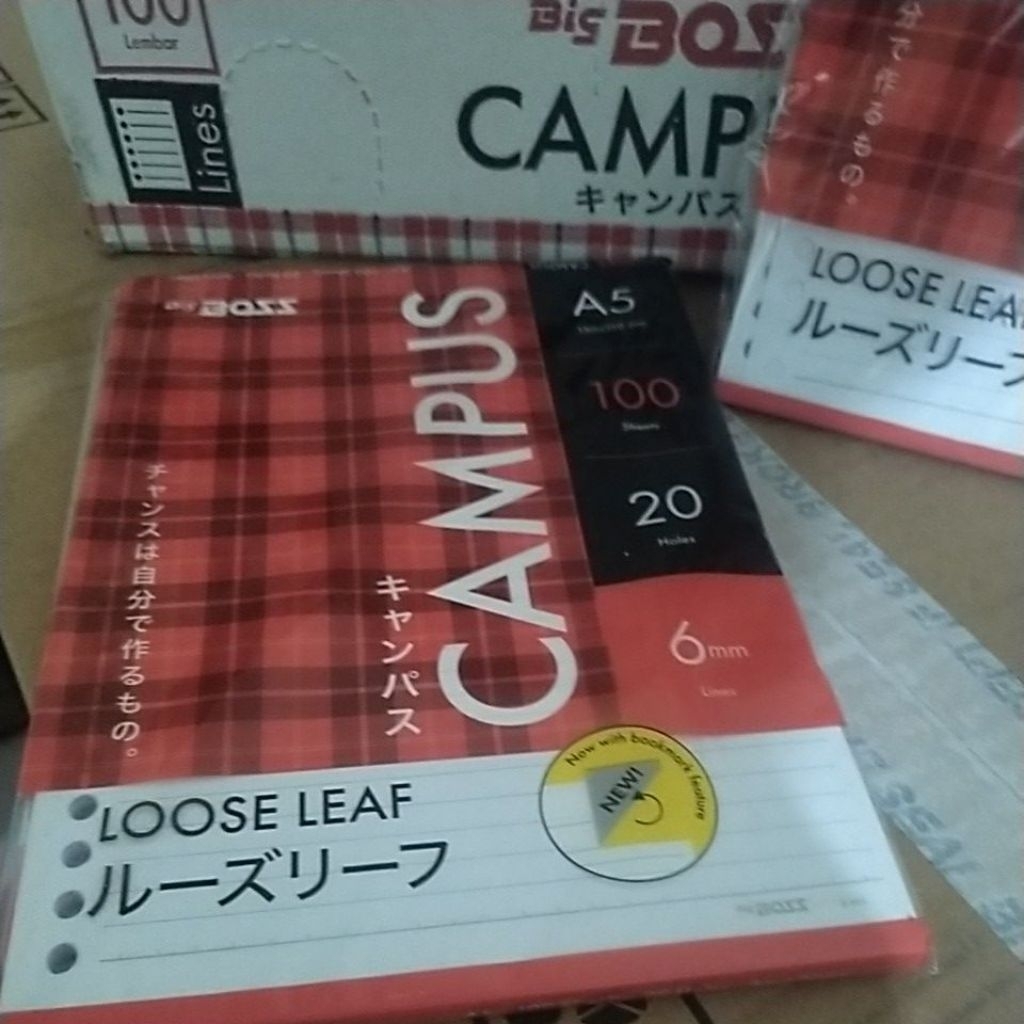 100
Lembar
Lines
Big BOSS
CAMP
キャンパス
分で作るもの。
LOOSE LEA
ルーズリーフ
Big BOSS
CAMPUS
キャンパス
チャンスは自分で作るもの。
A5
100
Sheets
20
Holes
6mm
Lines
Now with bookmark feature
NEW!
LOOSE LEAF
ルーズリーフ
Big BOSS